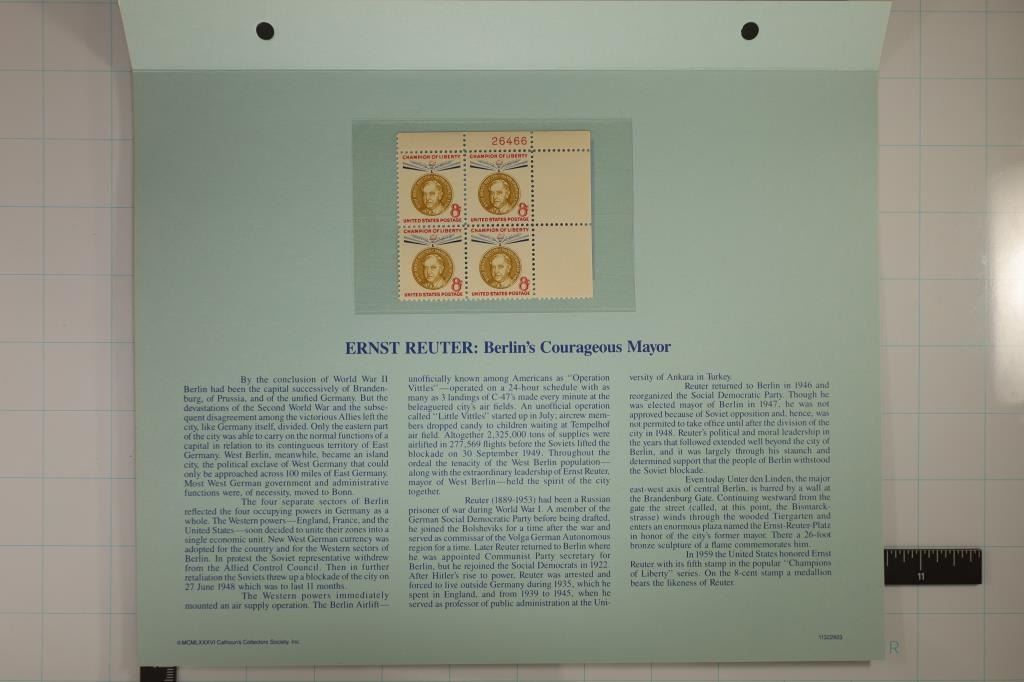 26466
CHAMPION OF LIBERTY CHAMPION OF LIBERTY
8¢ 8¢
UNITED STATES POSTAGE UNITED STATES POSTAGE
CHAMPION OF LIBERTY CHAMPION OF LIBERTY
8¢ 8¢
UNITED STATES POSTAGE UNITED STATES POSTAGE
ERNST REUTER: Berlin's Courageous Mayor
By the conclusion of World War II
Berlin had been the capital successively of Branden-
burg, of Prussia, and of the unified Germany. But the
devastations of the Second World War and the subse-
quent disagreement among the victorious Allies left the
city, like Germany itself, divided. Only the eastern part
of the city was able to carry on the normal functions of a
capital in relation to its contiguous territory of East
Germany. West Berlin, meanwhile, became an island
city, the political exclave of West Germany that could
only be approached across 100 miles of East Germany.
Most West German government and administrative
functions were, of necessity, moved to Bonn.
The four separate sectors of Berlin
reflected the four occupying powers in Germany as a
whole. The Western powers—England, France, and the
United States—soon decided to unite their zones into a
single economic unit. New West German currency was
adopted for the country and for the Western sectors of
Berlin. In protest the Soviet representative withdrew
from the Allied Control Council. Then in further
retaliation the Soviets threw up a blockade of the city on
27 June 1948 which was to last 11 months.
The Western powers immediately
mounted an air supply operation. The Berlin Airlift—
unofficially known among Americans as "Operation
Vittles"—operated on a 24-hour schedule with as
many as 3 landings of C-47's made every minute at the
beleaguered city's air fields. An unofficial operation
called "Little Vittles" started up in July; aircrew mem-
bers dropped candy to children waiting at Tempelhof
air field. Altogether 2,325,000 tons of supplies were
airlifted in 277,569 flights before the Soviets lifted the
blockade on 30 September 1949. Throughout the
ordeal the tenacity of the West Berlin population—
along with the extraordinary leadership of Ernst Reuter,
mayor of West Berlin—held the spirit of the city
together.
Reuter (1889-1953) had been a Russian
prisoner of war during World War I. A member of the
German Social Democratic Party before being drafted,
he joined the Bolsheviks for a time after the war and
served as commissar of the Volga German Autonomous
region for a time. Later Reuter returned to Berlin where
he was appointed Communist Party secretary for
Berlin, but he rejoined the Social Democrats in 1922.
After Hitler's rise to power, Reuter was arrested and
forced to live outside Germany during 1935, which he
spent in England, and from 1939 to 1945, when he
served as professor of public administration at the Uni-
versity of Ankara in Turkey.
Reuter returned to Berlin in 1946 and
reorganized the Social Democratic Party. Though he
was elected mayor of Berlin in 1947, he was not
approved because of Soviet opposition and, hence, was
not permitted to take office until after the division of the
city in 1948. Reuter's political and moral leadership in
the years that followed extended well beyond the city of
Berlin, and it was largely through his staunch and
determined support that the people of Berlin withstood
the Soviet blockade.
Even today Unter den Linden, the major
east-west axis of central Berlin, is barred by a wall at
the Brandenburg Gate. Continuing westward from the
gate the street (called, at this point, the Bismarck-
strasse) winds through the wooded Tiergarten and
enters an enormous plaza named the Ernst-Reuter-Platz
in honor of the city's former mayor. There a 26-foot
bronze sculpture of a flame commemorates him.
In 1959 the United States honored Ernst
Reuter with its fifth stamp in the popular "Champions
of Liberty" series. On the 8-cent stamp a medallion
bears the likeness of Reuter.
©MCMLXXXVI Calhoun's Collectors Society, Inc.
11
R